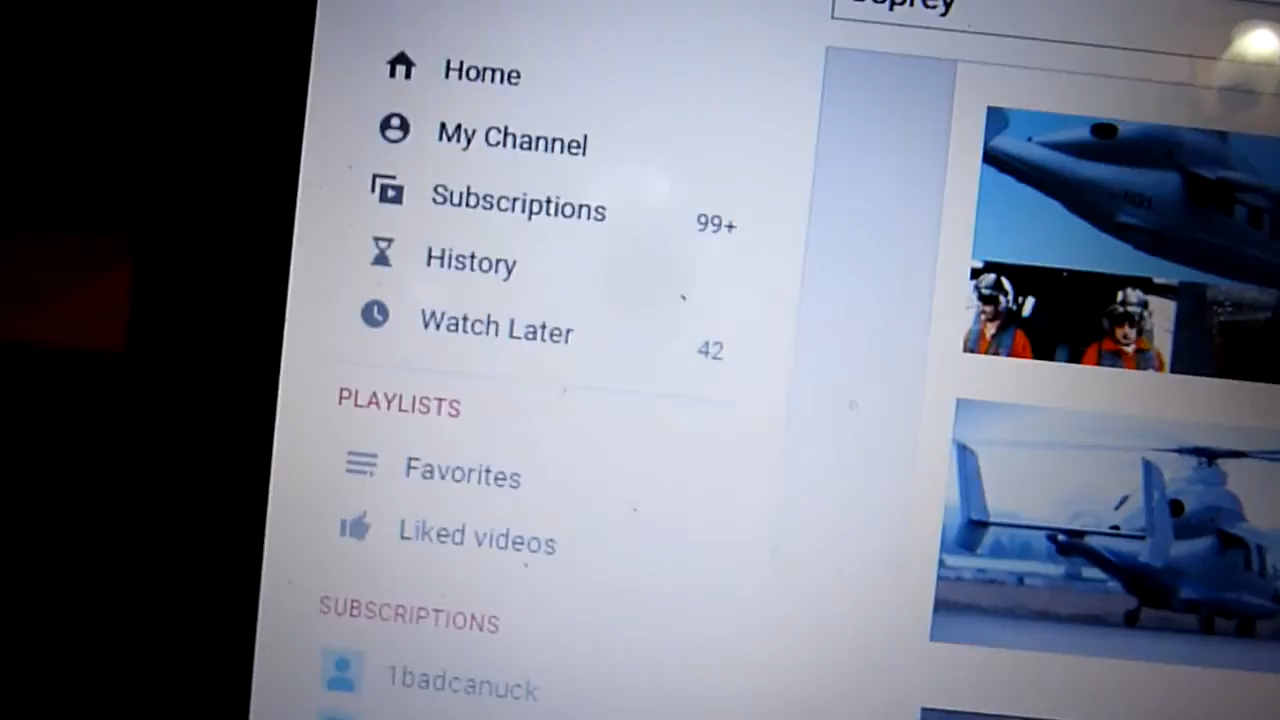 Home
My Channel
Subscriptions 99+
History
Watch Later 42
PLAYLISTS
Favorites
Liked videos
SUBSCRIPTIONS
1badcanuck